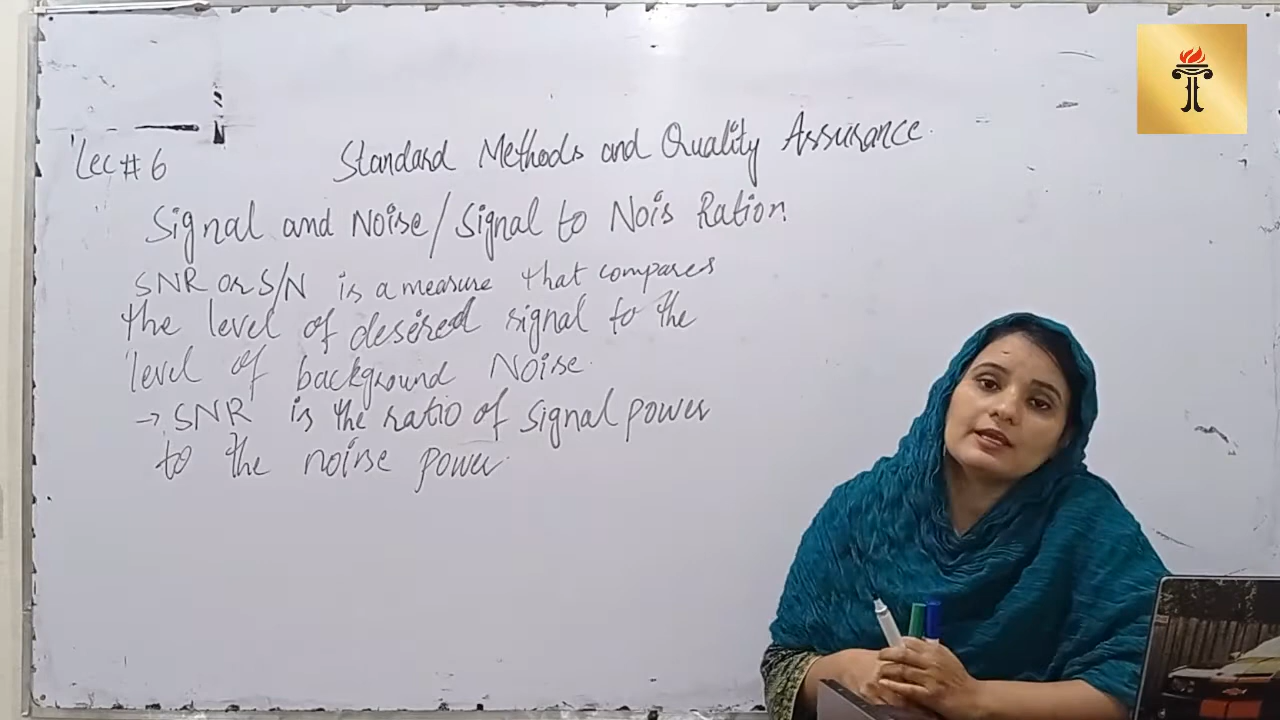 Lec # 6
Standard Methods and Quality Assurance.
Signal and Noise/Signal to Nois Ration
SNR or S/N is a measure that compares
the level of desired signal to the
level of background Noise.
→ SNR is the ratio of signal power
to the noise power.